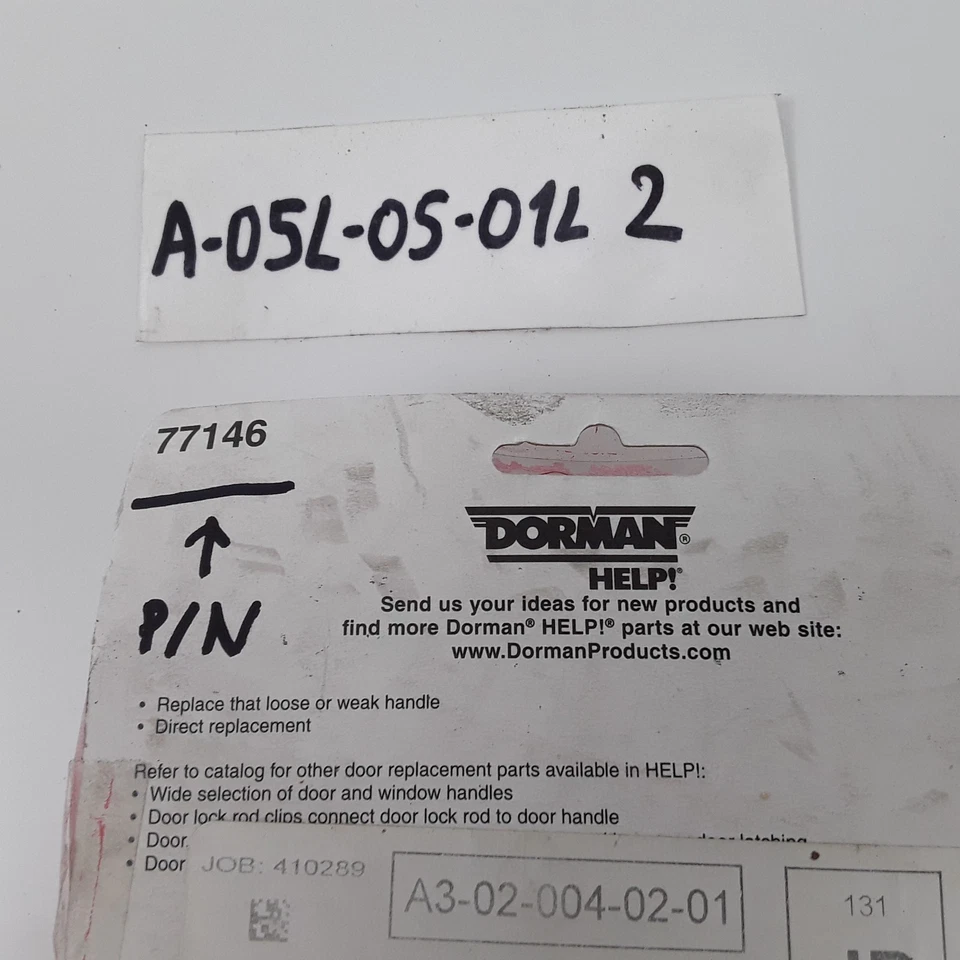 A-05L-05-01L 2
77146
↑
P/N
DORMAN®
HELP!®
Send us your ideas for new products and
find more Dorman® HELP!® parts at our web site:
www.DormanProducts.com
• Replace that loose or weak handle
• Direct replacement
Refer to catalog for other door replacement parts available in HELP!:
• Wide selection of door and window handles
• Door lock rod clips connect door lock rod to door handle
• Door latching
• Door
JOB: 410289
A3-02-004-02-01
131